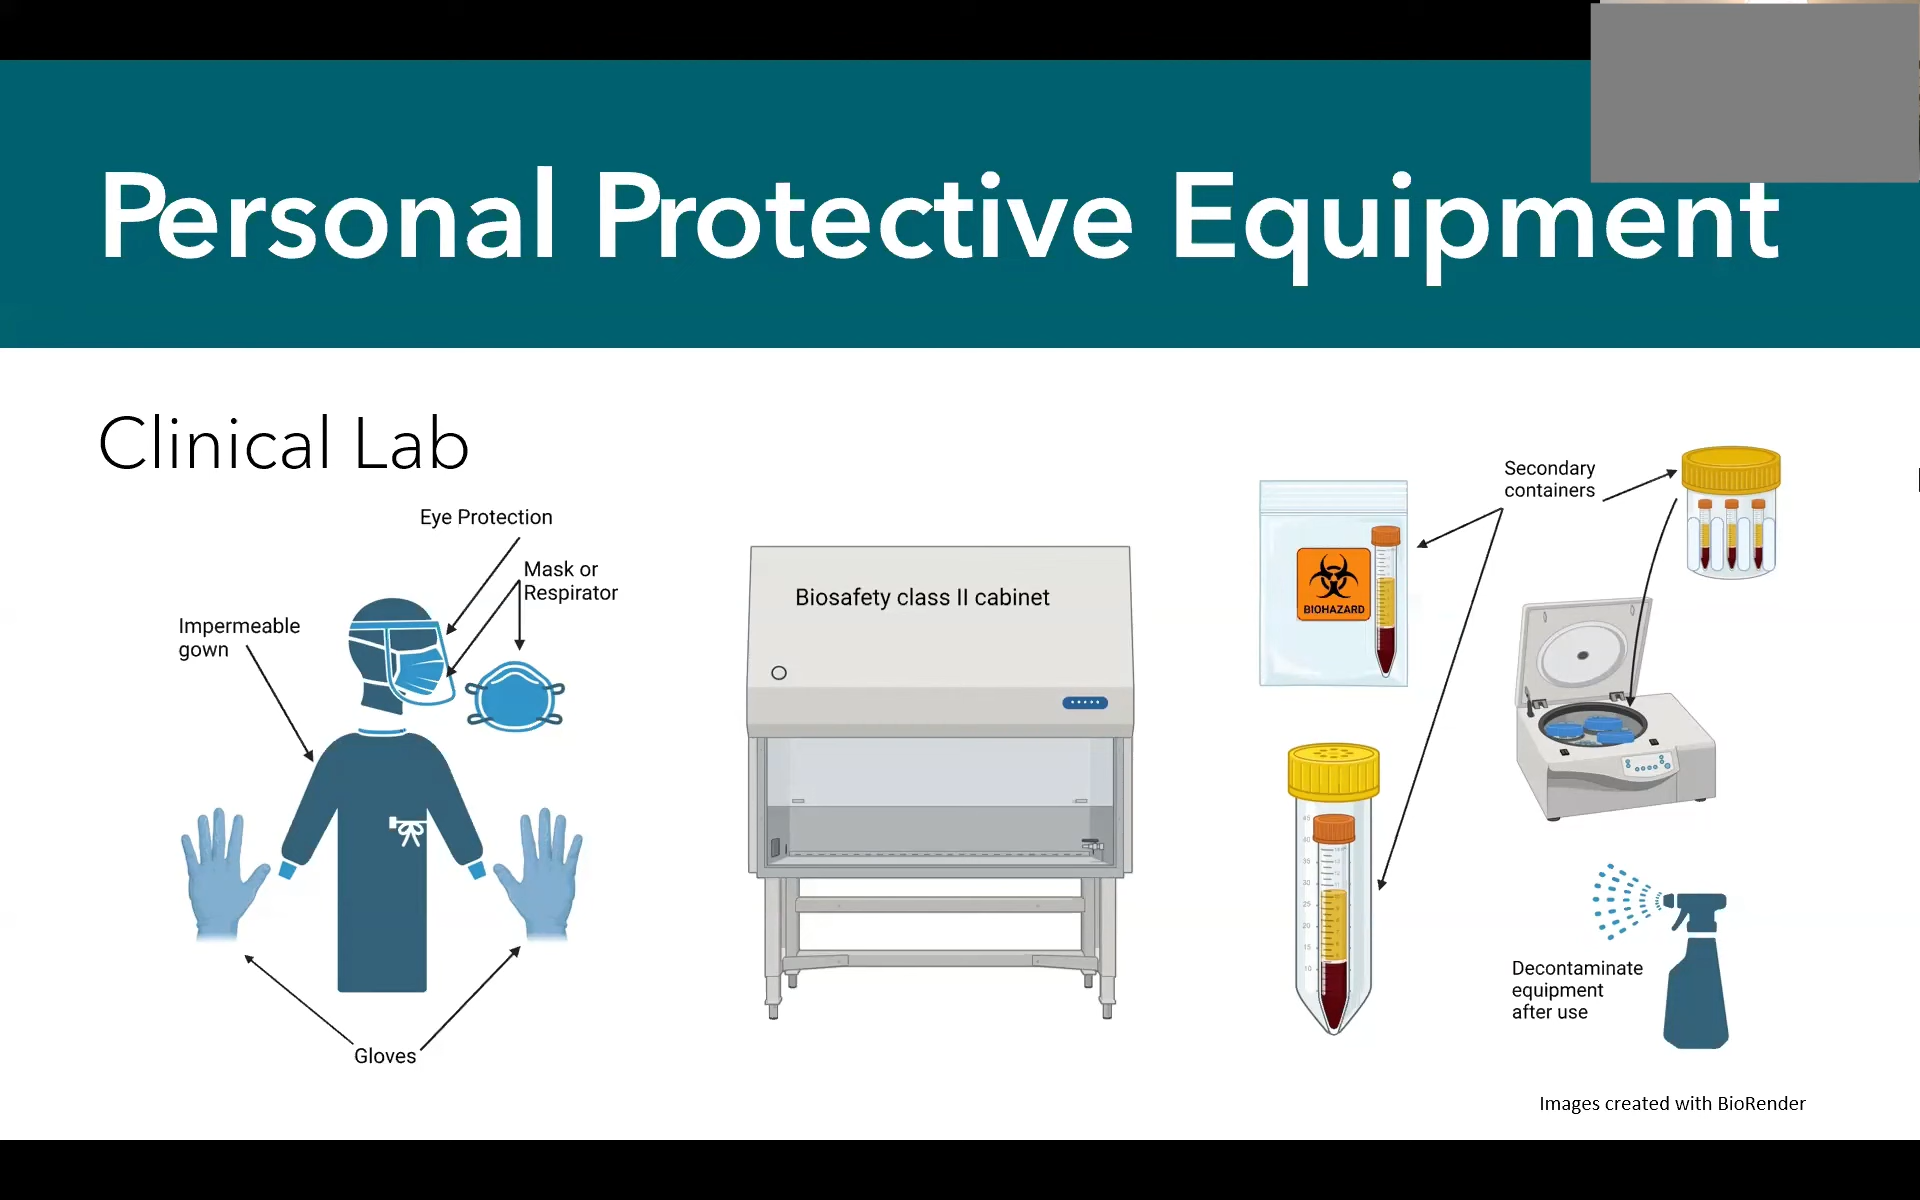 Personal Protective Equipment
Clinical Lab
Eye Protection
Mask or
Respirator
Impermeable
gown
Gloves
Biosafety class II cabinet
Secondary
containers
BIOHAZARD
Decontaminate
equipment
after use
Images created with BioRender